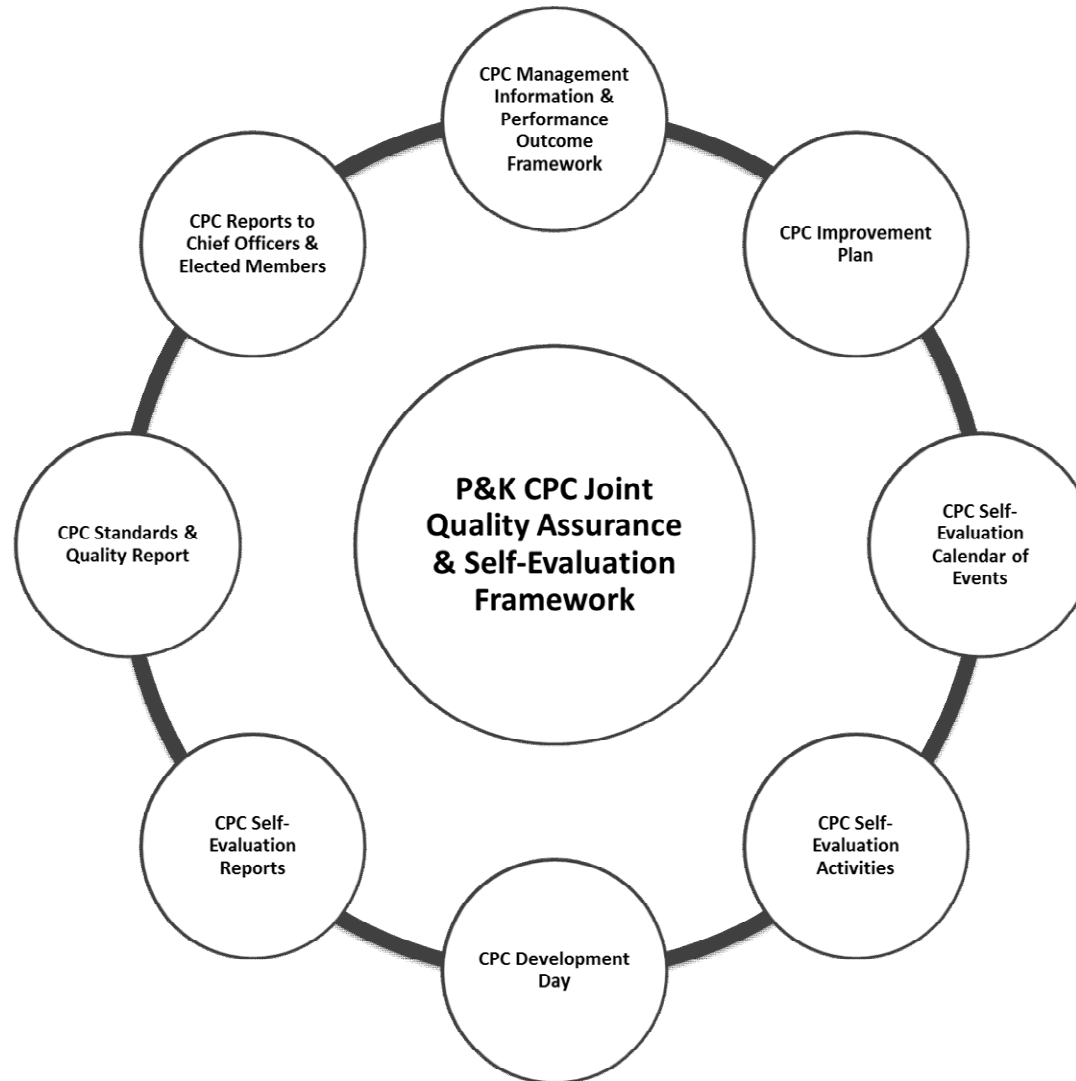 CPC Management
Information &
Performance
Outcome
Framework
CPC Improvement
Plan
CPC Self-
Evaluation
Calendar of
Events
CPC Self-
Evaluation
Activities
CPC Development
Day
CPC Self-
Evaluation
Reports
CPC Standards &
Quality Report
CPC Reports to
Chief Officers &
Elected Members
P&K CPC Joint
Quality Assurance
& Self-Evaluation
Framework